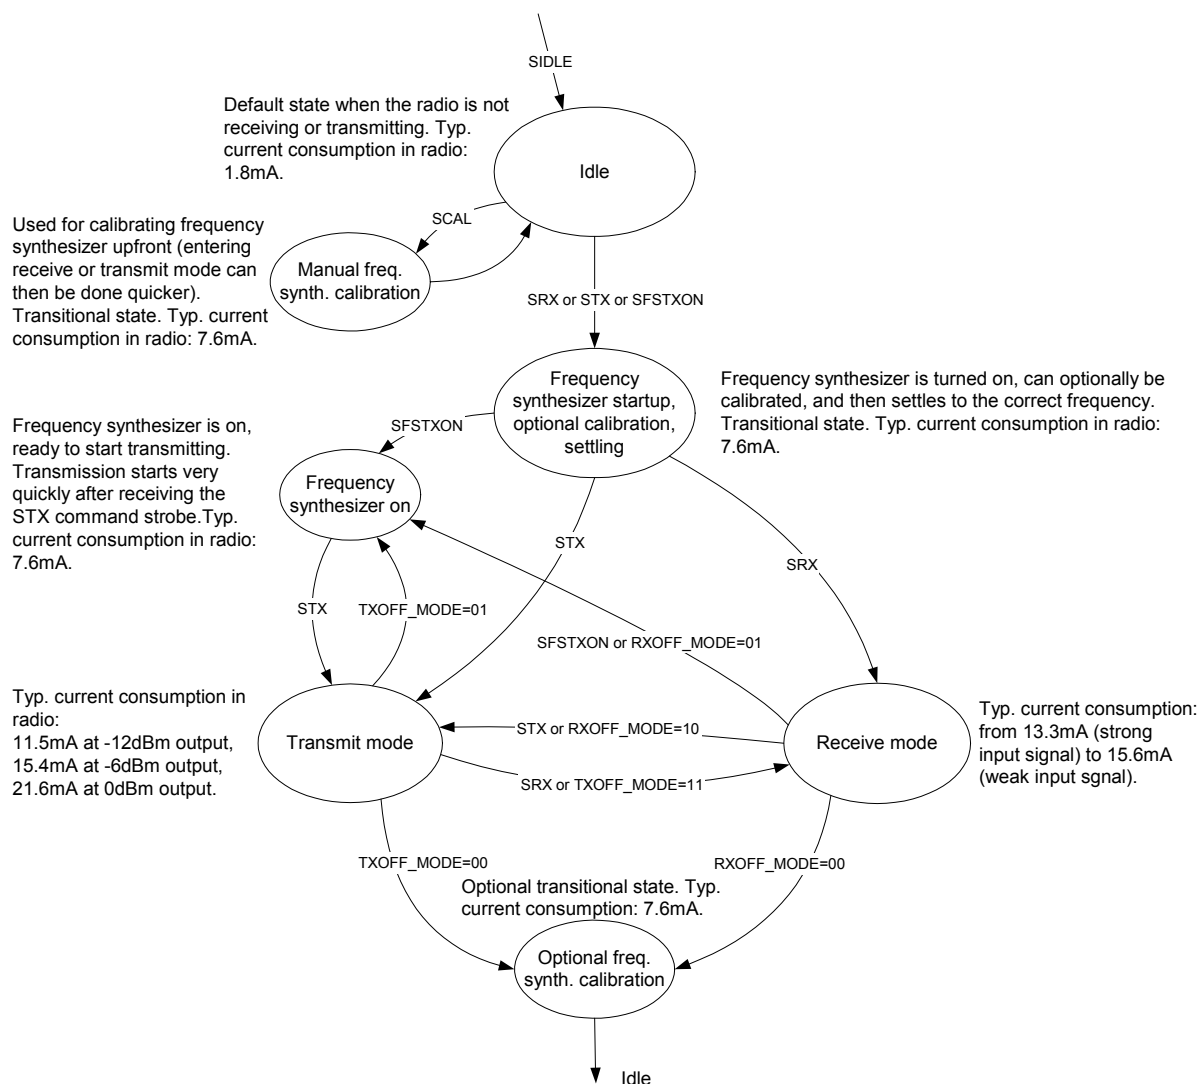 SIDLE
Default state when the radio is not
receiving or transmitting. Typ.
current consumption in radio:
1.8mA.
Idle
SCAL
Used for calibrating frequency
synthesizer upfront (entering
receive or transmit mode can
then be done quicker).
Transitional state. Typ. current
consumption in radio: 7.6mA.
Manual freq.
synth. calibration
SRX or STX or SFSTXON
Frequency
synthesizer startup,
optional calibration,
settling
Frequency synthesizer is turned on, can optionally be
calibrated, and then settles to the correct frequency.
Transitional state. Typ. current consumption in radio:
7.6mA.
SFSTXON
Frequency synthesizer is on,
ready to start transmitting.
Transmission starts very
quickly after receiving the
STX command strobe.Typ.
current consumption in radio:
7.6mA.
Frequency
synthesizer on
STX
SRX
STX
TXOFF_MODE=01
SFSTXON or RXOFF_MODE=01
Typ. current consumption in
radio:
11.5mA at -12dBm output,
15.4mA at -6dBm output,
21.6mA at 0dBm output.
Transmit mode
STX or RXOFF_MODE=10
SRX or TXOFF_MODE=11
Receive mode
Typ. current consumption:
from 13.3mA (strong
input signal) to 15.6mA
(weak input sgnal).
TXOFF_MODE=00
RXOFF_MODE=00
Optional transitional state. Typ.
current consumption: 7.6mA.
Optional freq.
synth. calibration
Idle